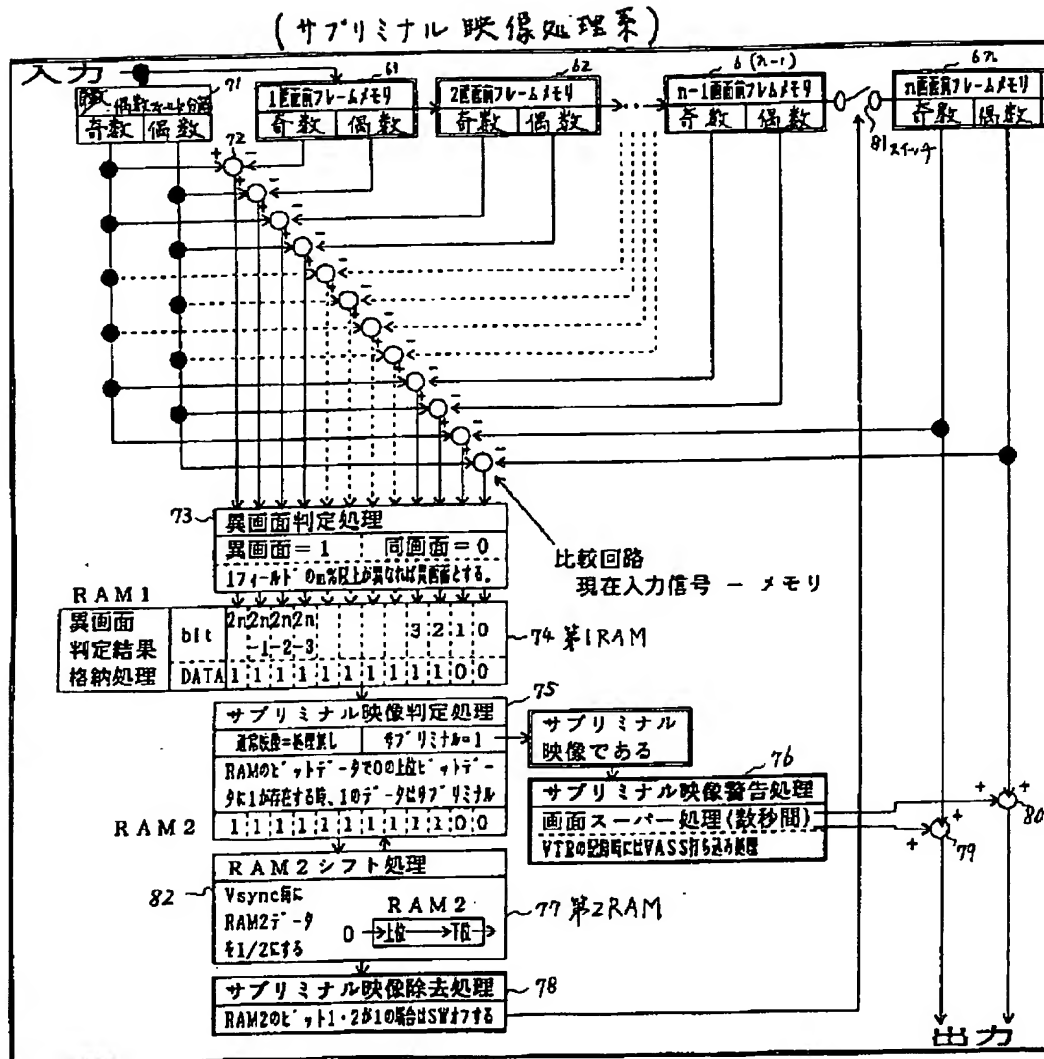 (サブリミナル映像処理系)
入力
71
偶数フィールド分離
奇数 偶数
61
1画面前フレームメモリ
奇数 偶数
62
2画面前フレームメモリ
奇数 偶数
6(n-1)
n-1画面前フレムメモリ
奇数 偶数
81スイッチ
6n
n画面前フレームメモリ
奇数 偶数
72
73
異画面判定処理
異画面=1 同画面=0
1フィールドのm%以上が異なれば異画面とする。
比較回路
現在入力信号 − メモリ
RAM1
異画面
判定結果
格納処理
bit 2n 2n-1 2n-2 2n-3 3 2 1 0
DATA 1 1 1 1 1 1 1 1 1 1 0 0
74 第1RAM
75
サブリミナル映像判定処理
通常映像=処理無し サブリミナル=1
RAMのビットデータで0の上位ビットデー
タに1が存在する時、1のデータはサブリミナル
RAM2
1 1 1 1 1 1 1 1 1 1 0 0
サブリミナル
映像である
76
サブリミナル映像警告処理
画面スーパー処理(数秒間)
VTRの記録時にはVASS打ち込み処理
79
80
82
RAM2シフト処理
Vsync毎に
RAM2データ
を1/2にする
RAM2
0 上位 下位
77 第2RAM
サブリミナル映像除去処理
78
RAM2のビット1・2が1の場合はSWオフする
出力